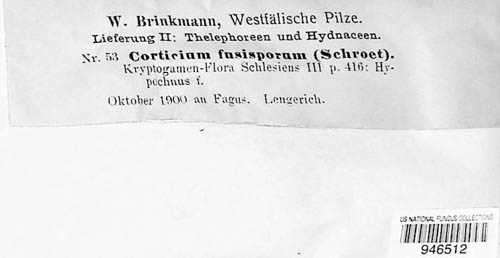 W. Brinkmann, Westfälische Pilze.
Lieferung II: Thelephoreen und Hydnaceen.
Nr. 53 Corticium fusisporum (Schroet).
Kryptogamen-Flora Schlesiens III p. 416: Hy-
pochnus f.
Oktober 1900 an Fagus. Lengerich.
US NATIONAL FUNGUS COLLECTIONS
946512